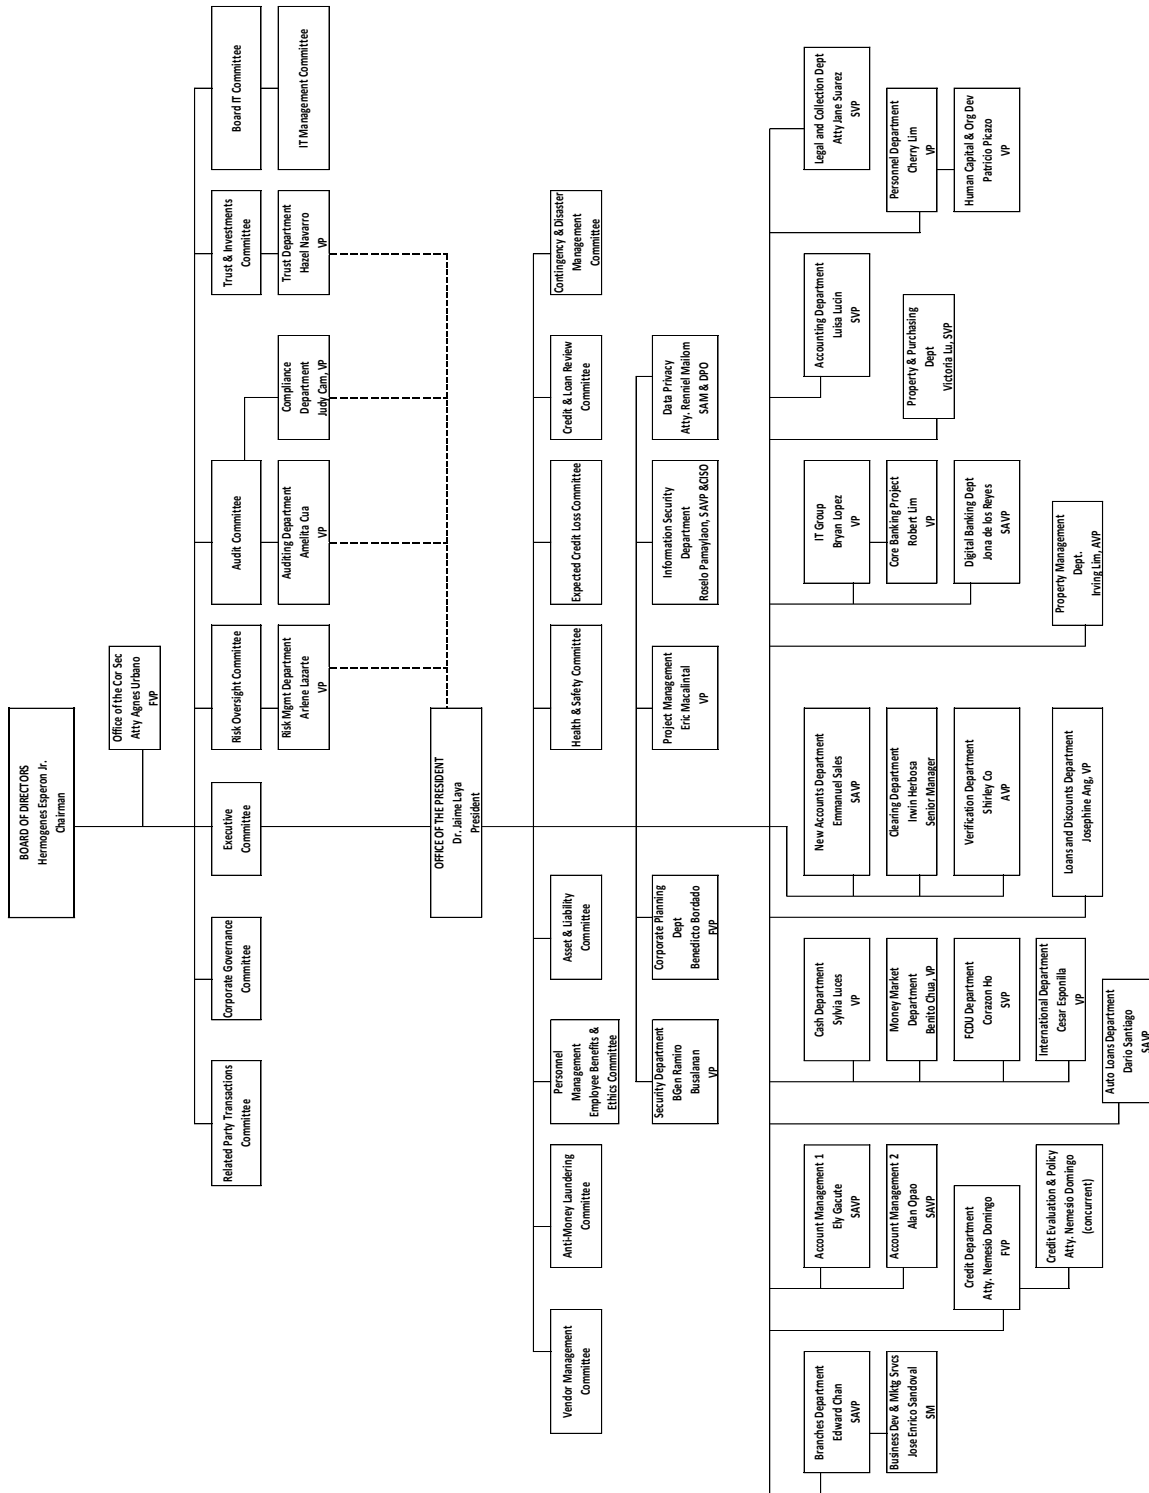 BOARD OF DIRECTORS
Hermogenes Esperon Jr.
Chairman
Office of the Cor Sec
Atty Agnes Urbano
FVP
Related Party Transactions
Committee
Corporate Governance
Committee
Executive
Committee
Risk Oversight Committee
Audit Committee
Trust & Investments
Committee
Board IT Committee
Risk Mgmt Department
Arlene Lazarte
VP
Auditing Department
Amelita Cua
VP
Compliance
Department
Judy Cam, VP
Trust Department
Hazel Navarro
VP
IT Management Committee
OFFICE OF THE PRESIDENT
Dr. Jaime Laya
President
Vendor Management
Committee
Anti-Money Laundering
Committee
Personnel
Management
Employee Benefits &
Ethics Committee
Asset & Liability
Committee
Health & Safety Committee
Expected Credit Loss Committee
Credit & Loan Review
Committee
Contingency & Disaster
Management
Committee
Security Department
BGen Ramiro
Busalanan
VP
Corporate Planning
Dept
Benedicto Bordado
FVP
Project Management
Eric Macalintal
VP
Information Security
Department
Roselo Pamaylaon, SAVP &CISO
Data Privacy
Atty. Renniel Mailom
SAM & DPO
Branches Department
Edward Chan
SAVP
Business Dev & Mktg Srvcs
Jose Enrico Sandoval
SM
Account Management 1
Ely Gacute
SAVP
Account Management 2
Alan Opao
SAVP
Credit Department
Atty. Nemesio Domingo
FVP
Credit Evaluation & Policy
Atty. Nemesio Domingo
(concurrent)
Cash Department
Sylvia Luces
VP
Money Market
Department
Benito Chua, VP
FCDU Department
Corazon Ho
SVP
International Department
Cesar Esponilla
VP
Auto Loans Department
Dario Santiago
SAVP
New Accounts Department
Emmanuel Sales
SAVP
Clearing Department
Irwin Herbosa
Senior Manager
Verification Department
Shirley Co
AVP
Loans and Discounts Department
Josephine Ang, VP
IT Group
Bryan Lopez
VP
Core Banking Project
Robert Lim
VP
Digital Banking Dept
Jona de los Reyes
SAVP
Property Management
Dept.
Irving Lim, AVP
Accounting Department
Luisa Lucin
SVP
Property & Purchasing
Dept
Victoria Lu, SVP
Legal and Collection Dept
Atty Jane Suarez
SVP
Personnel Department
Cherry Lim
VP
Human Capital & Org Dev
Patricio Picazo
VP